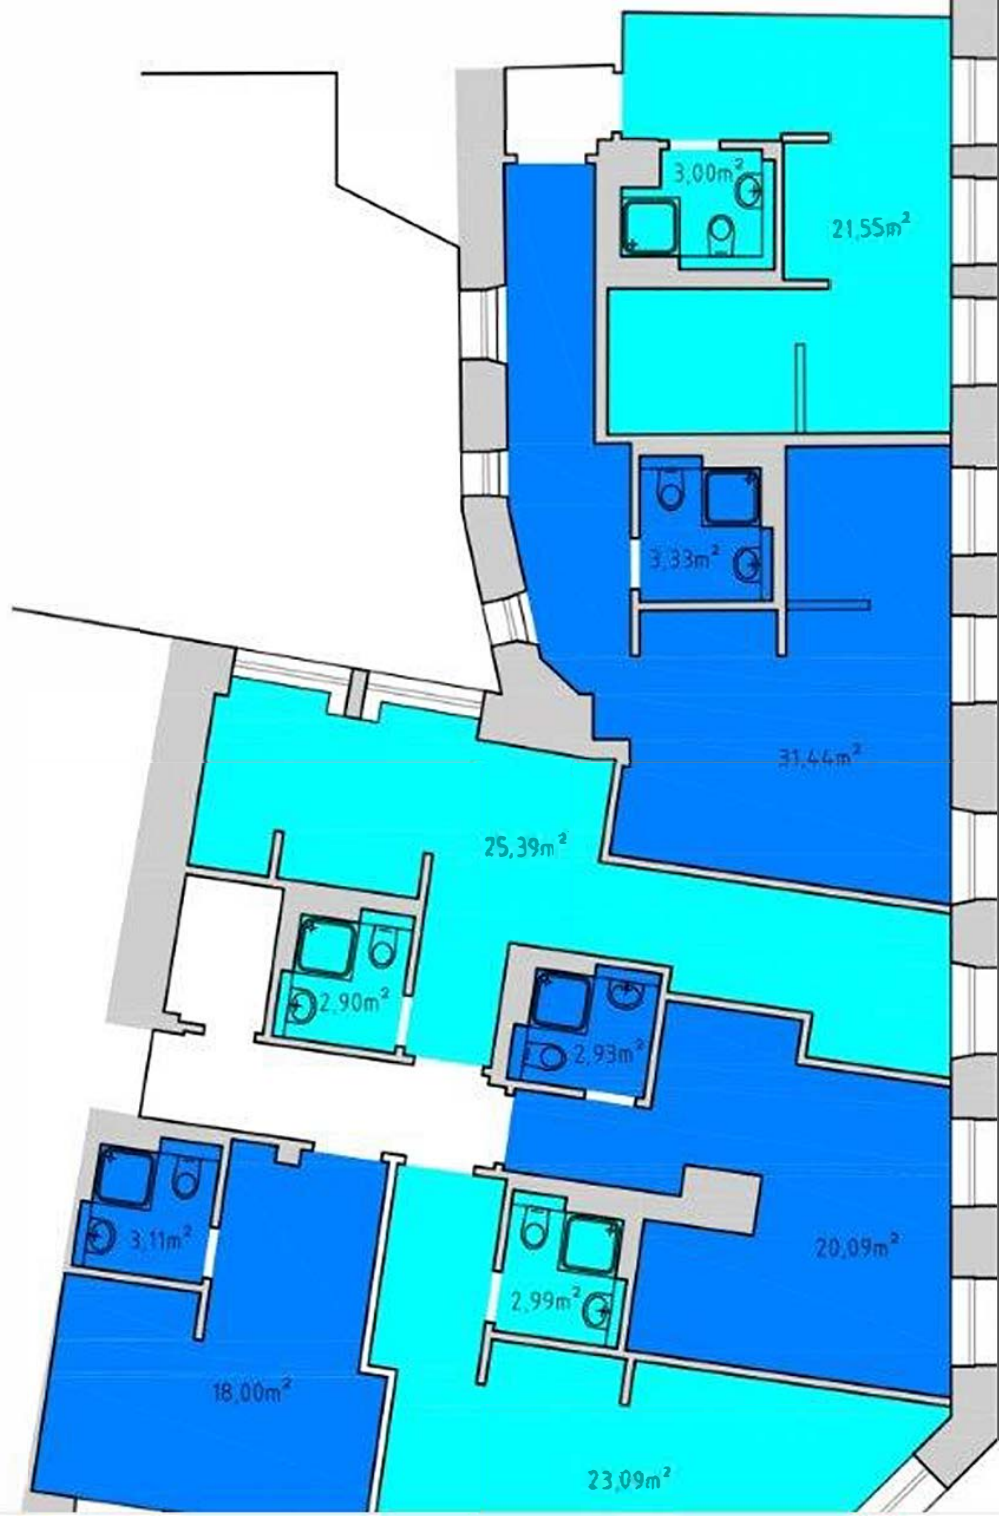 3,00m²
21,55m²
3,33m²
31,44m²
25,39m²
2,90m²
2,93m²
3,11m²
20,09m²
2,99m²
18,00m²
23,09m²